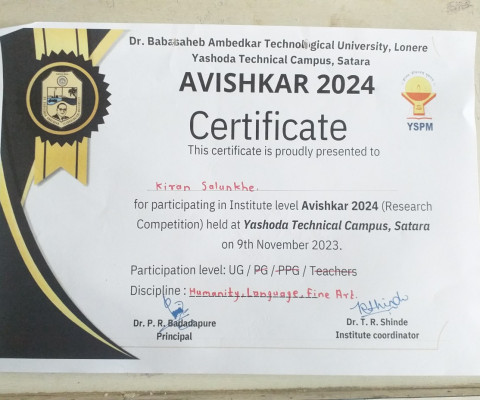 Dr. Babasaheb Ambedkar Technological University, Lonere
Yashoda Technical Campus, Satara
AVISHKAR 2024
Certificate
YSPM
This certificate is proudly presented to
Kiran Salunkhe.
for participating in Institute level Avishkar 2024 (Research
Competition) held at Yashoda Technical Campus, Satara
on 9th November 2023.
Participation level: UG / PG / PPG / Teachers
Discipline : Humanity, Language, Fine Art.
Dr. P. R. Badadapure
Principal
Dr. T. R. Shinde
Institute coordinator